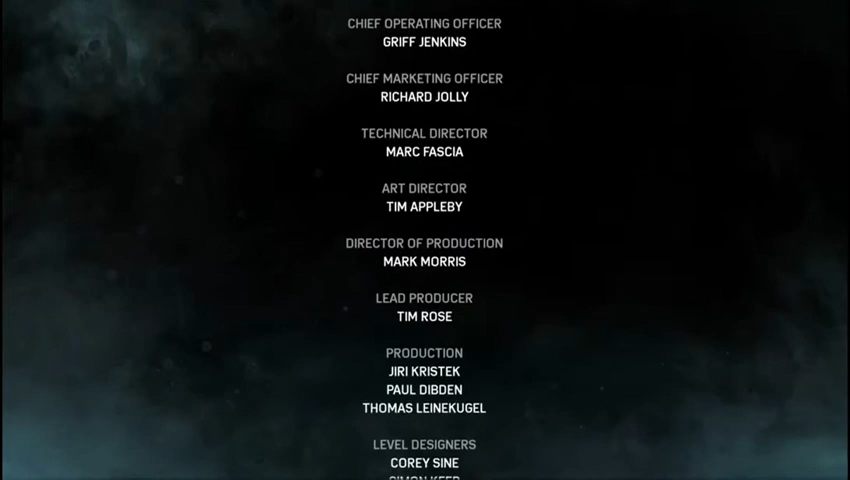 CHIEF OPERATING OFFICER
GRIFF JENKINS
CHIEF MARKETING OFFICER
RICHARD JOLLY
TECHNICAL DIRECTOR
MARC FASCIA
ART DIRECTOR
TIM APPLEBY
DIRECTOR OF PRODUCTION
MARK MORRIS
LEAD PRODUCER
TIM ROSE
PRODUCTION
JIRI KRISTEK
PAUL DIBDEN
THOMAS LEINEKUGEL
LEVEL DESIGNERS
COREY SINE